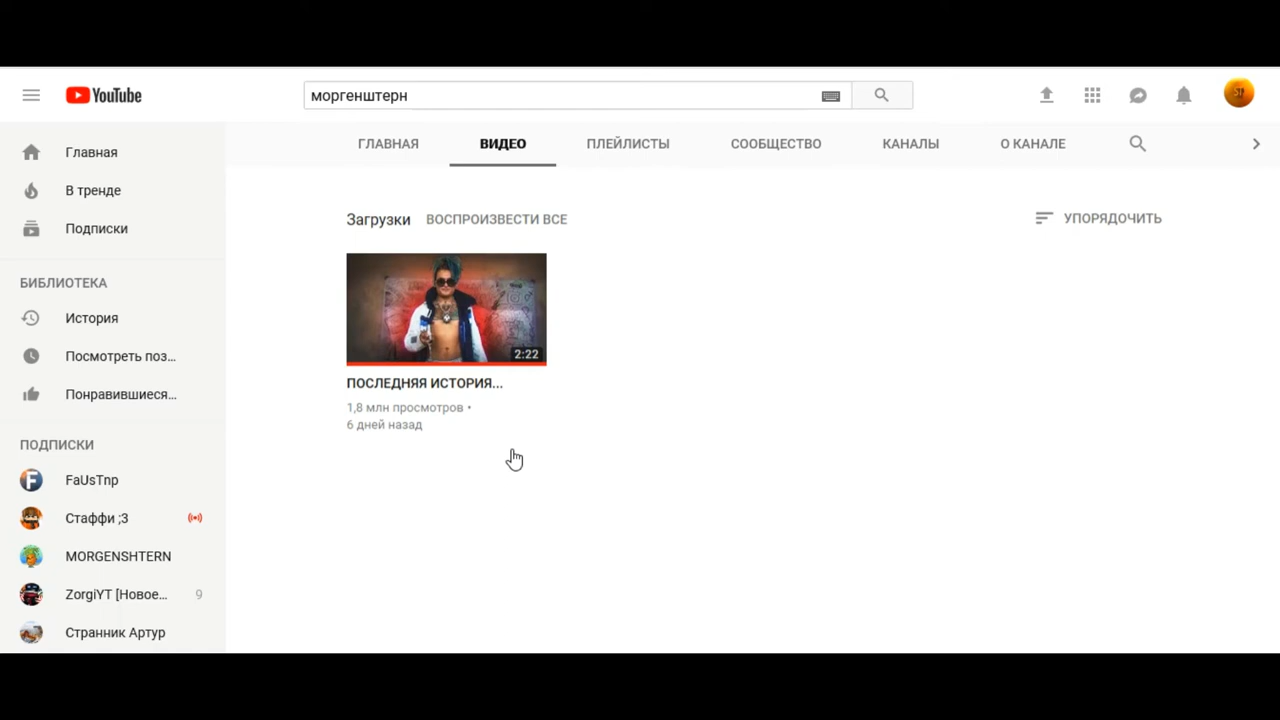 YouTube
моргенштерн
Главная
В тренде
Подписки
БИБЛИОТЕКА
История
Посмотреть поз...
Понравившиеся...
ПОДПИСКИ
FaUsTnp
Стаффи ;3
MORGENSHTERN
ZorgiYT [Новое... 9
Странник Артур
ГЛАВНАЯ ВИДЕО ПЛЕЙЛИСТЫ СООБЩЕСТВО КАНАЛЫ О КАНАЛЕ
Загрузки ВОСПРОИЗВЕСТИ ВСЕ УПОРЯДОЧИТЬ
2:22
ПОСЛЕДНЯЯ ИСТОРИЯ...
1,8 млн просмотров •
6 дней назад